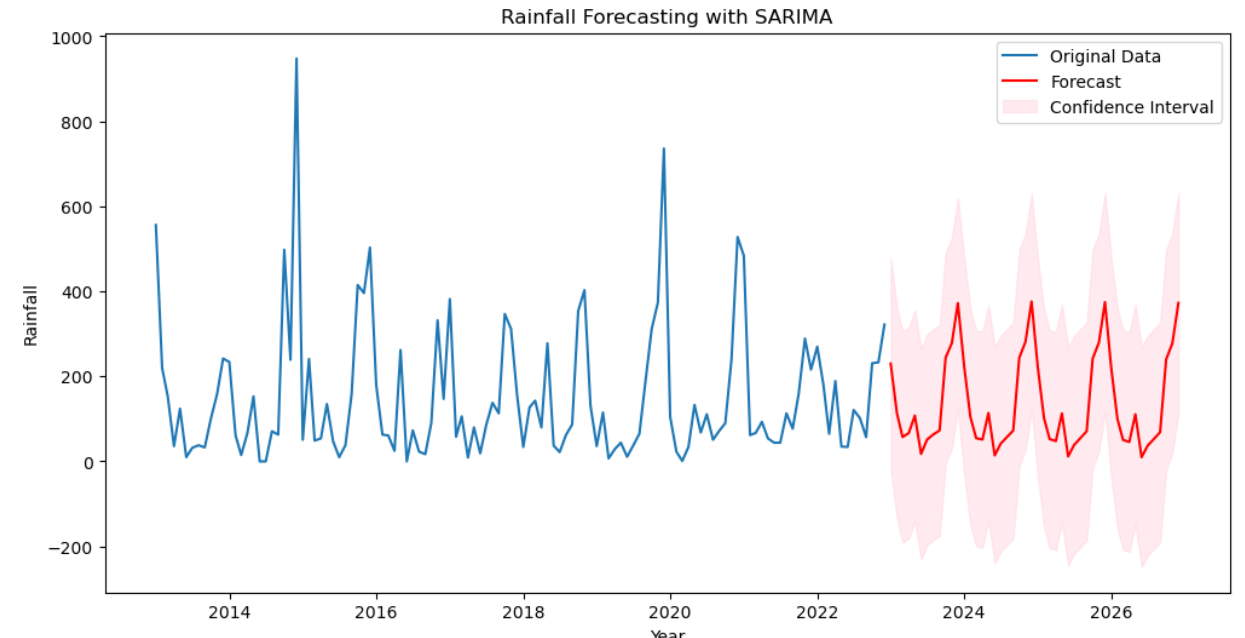 Rainfall Forecasting with SARIMA
Original Data
Forecast
Confidence Interval
Rainfall
1000
800
600
400
200
0
−200
2014 2016 2018 2020 2022 2024 2026
Year